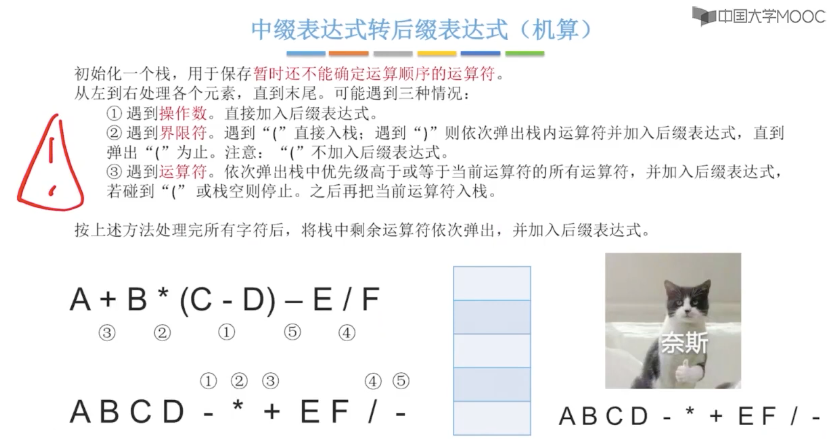 中国大学MOOC
中缀表达式转后缀表达式（机算）
初始化一个栈，用于保存暂时还不能确定运算顺序的运算符。
从左到右处理各个元素，直到末尾。可能遇到三种情况：
① 遇到操作数。直接加入后缀表达式。
② 遇到界限符。遇到“(”直接入栈；遇到“)”则依次弹出栈内运算符并加入后缀表达式，直到
弹出“(”为止。注意：“(”不加入后缀表达式。
③ 遇到运算符。依次弹出栈中优先级高于或等于当前运算符的所有运算符，并加入后缀表达式，
若碰到“(” 或栈空则停止。之后再把当前运算符入栈。
按上述方法处理完所有字符后，将栈中剩余运算符依次弹出，并加入后缀表达式。
A + B * (C - D) – E / F
③ ② ① ⑤ ④
① ② ③ ④ ⑤
A B C D - * + E F / -
奈斯
A B C D - * + E F / -